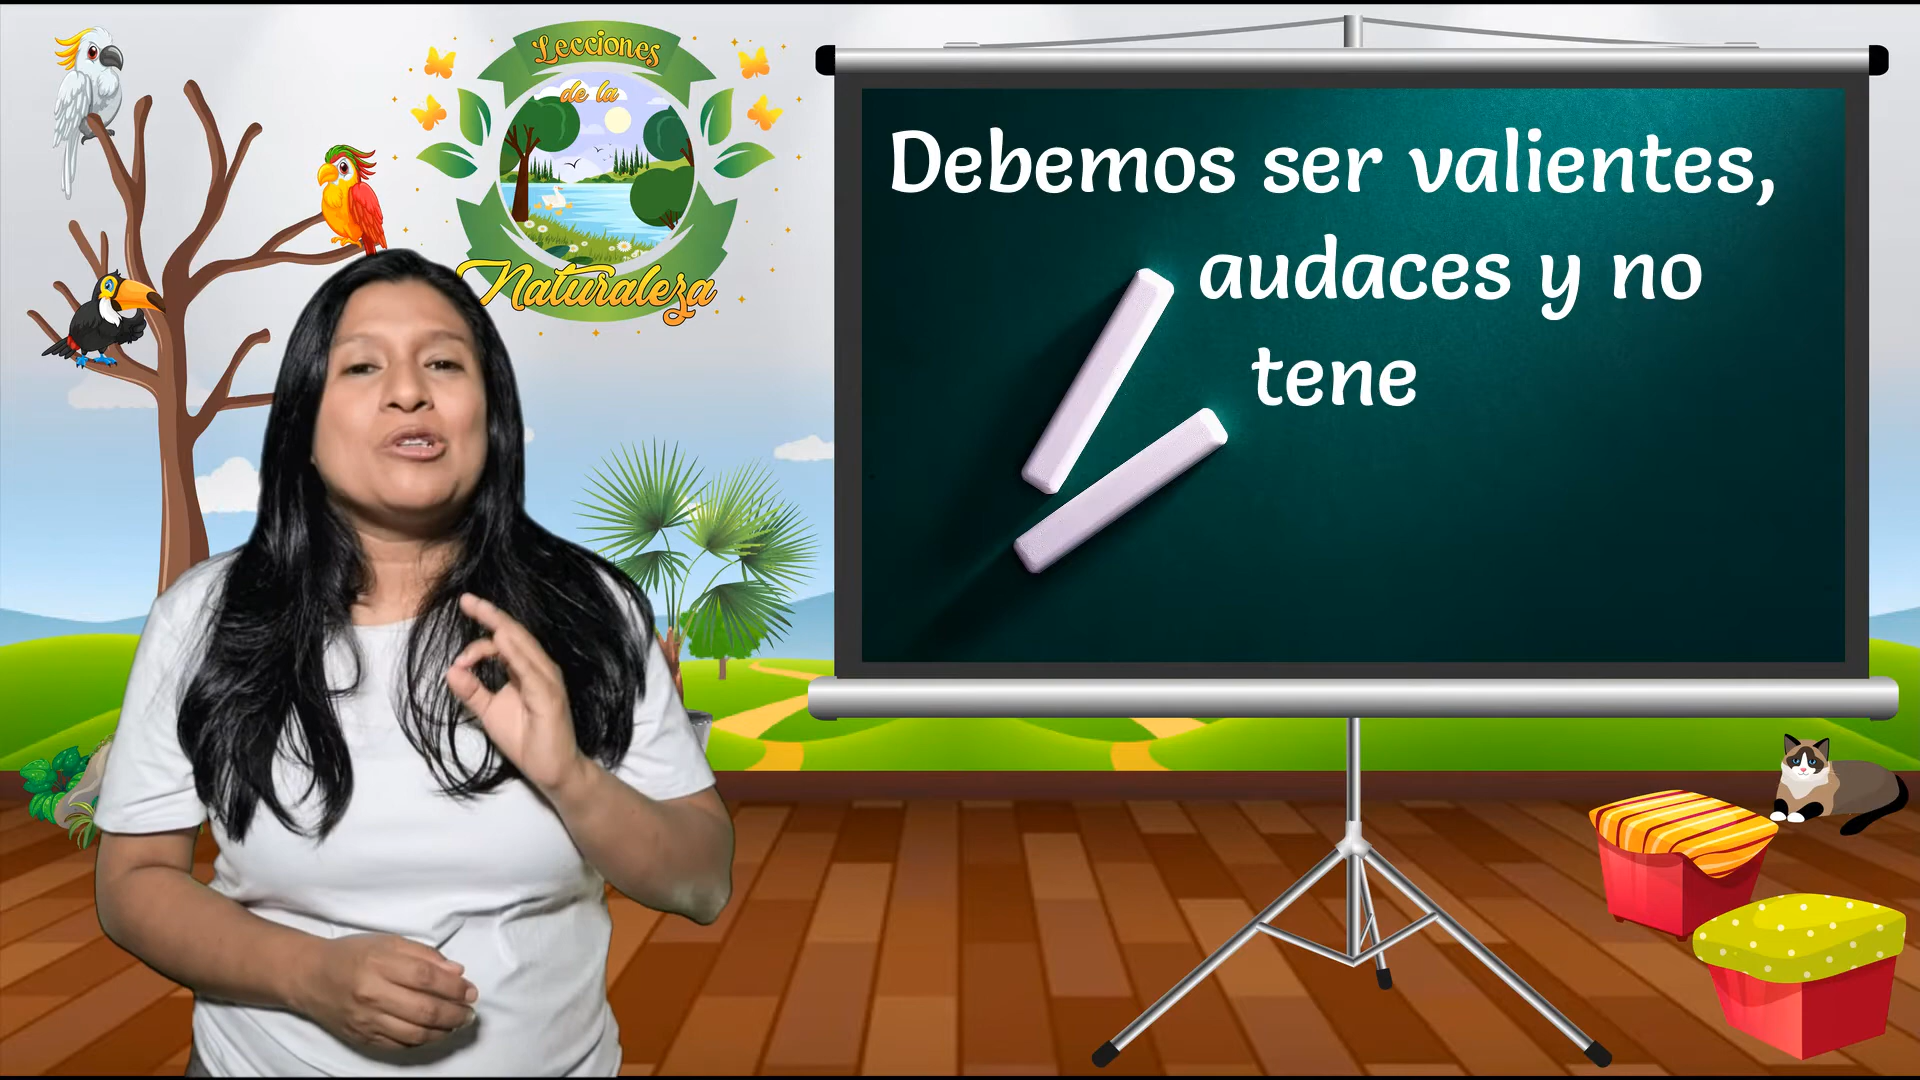 Lecciones
de la
Naturaleza
Debemos ser valientes,
audaces y no
tene